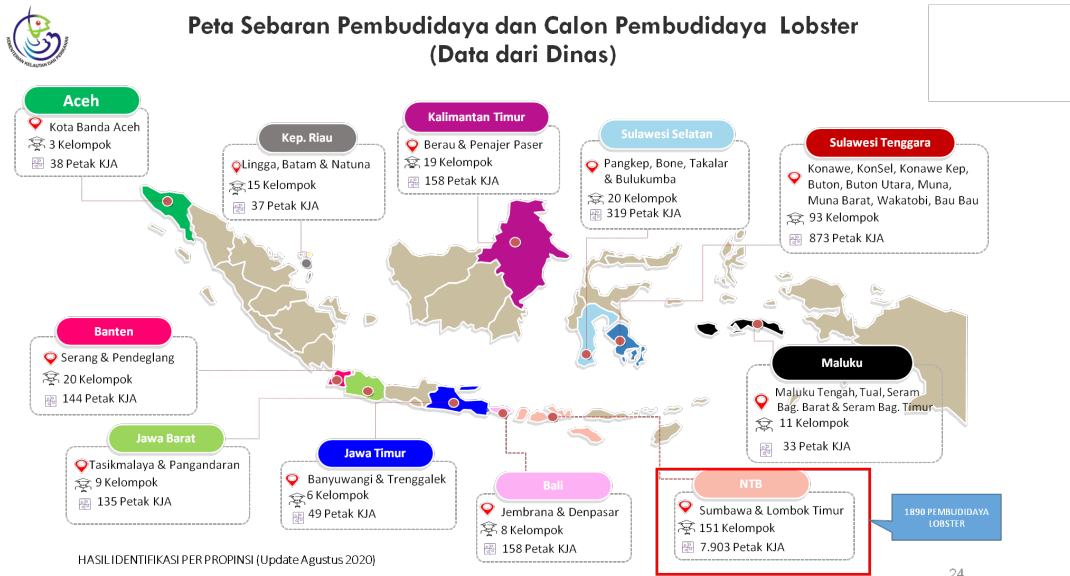 Peta Sebaran Pembudidaya dan Calon Pembudidaya Lobster
(Data dari Dinas)
KEMENTERIAN KELAUTAN DAN PERIKANAN
Aceh
Kota Banda Aceh
3 Kelompok
38 Petak KJA
Kep. Riau
Lingga, Batam & Natuna
15 Kelompok
37 Petak KJA
Kalimantan Timur
Berau & Penajer Paser
19 Kelompok
158 Petak KJA
Sulawesi Selatan
Pangkep, Bone, Takalar
& Bulukumba
20 Kelompok
319 Petak KJA
Sulawesi Tenggara
Konawe, KonSel, Konawe Kep,
Buton, Buton Utara, Muna,
Muna Barat, Wakatobi, Bau Bau
93 Kelompok
873 Petak KJA
Banten
Serang & Pendeglang
20 Kelompok
144 Petak KJA
Maluku
Maluku Tengah, Tual, Seram
Bag. Barat & Seram Bag. Timur
11 Kelompok
33 Petak KJA
Jawa Barat
Tasikmalaya & Pangandaran
9 Kelompok
135 Petak KJA
Jawa Timur
Banyuwangi & Trenggalek
6 Kelompok
49 Petak KJA
Bali
Jembrana & Denpasar
8 Kelompok
158 Petak KJA
NTB
Sumbawa & Lombok Timur
151 Kelompok
7.903 Petak KJA
1890 PEMBUDIDAYA
LOBSTER
HASIL IDENTIFIKASI PER PROPINSI (Update Agustus 2020)
24